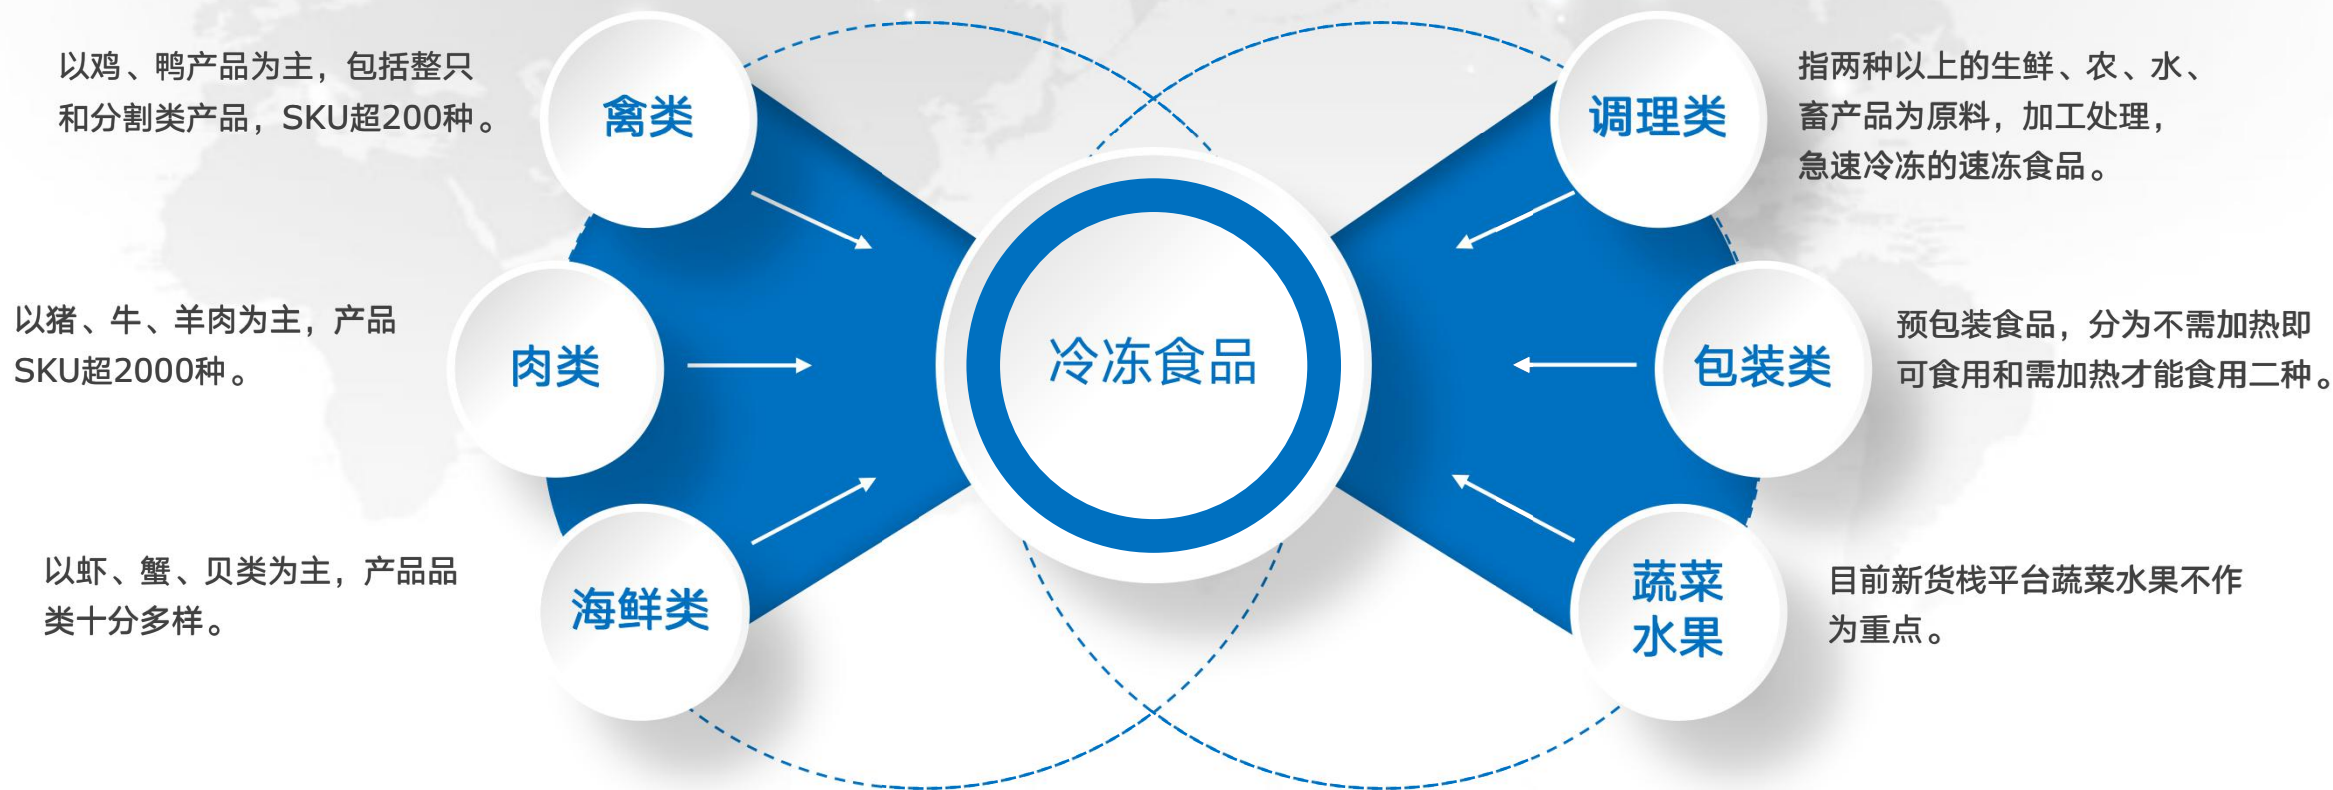 以鸡、鸭产品为主，包括整只
和分割类产品，SKU超200种。
禽类
以猪、牛、羊肉为主，产品
SKU超2000种。
肉类
以虾、蟹、贝类为主，产品品
类十分多样。
海鲜类
冷冻食品
调理类
指两种以上的生鲜、农、水、
畜产品为原料，加工处理，
急速冷冻的速冻食品。
包装类
预包装食品，分为不需加热即
可食用和需加热才能食用二种。
蔬菜
水果
目前新货栈平台蔬菜水果不作
为重点。